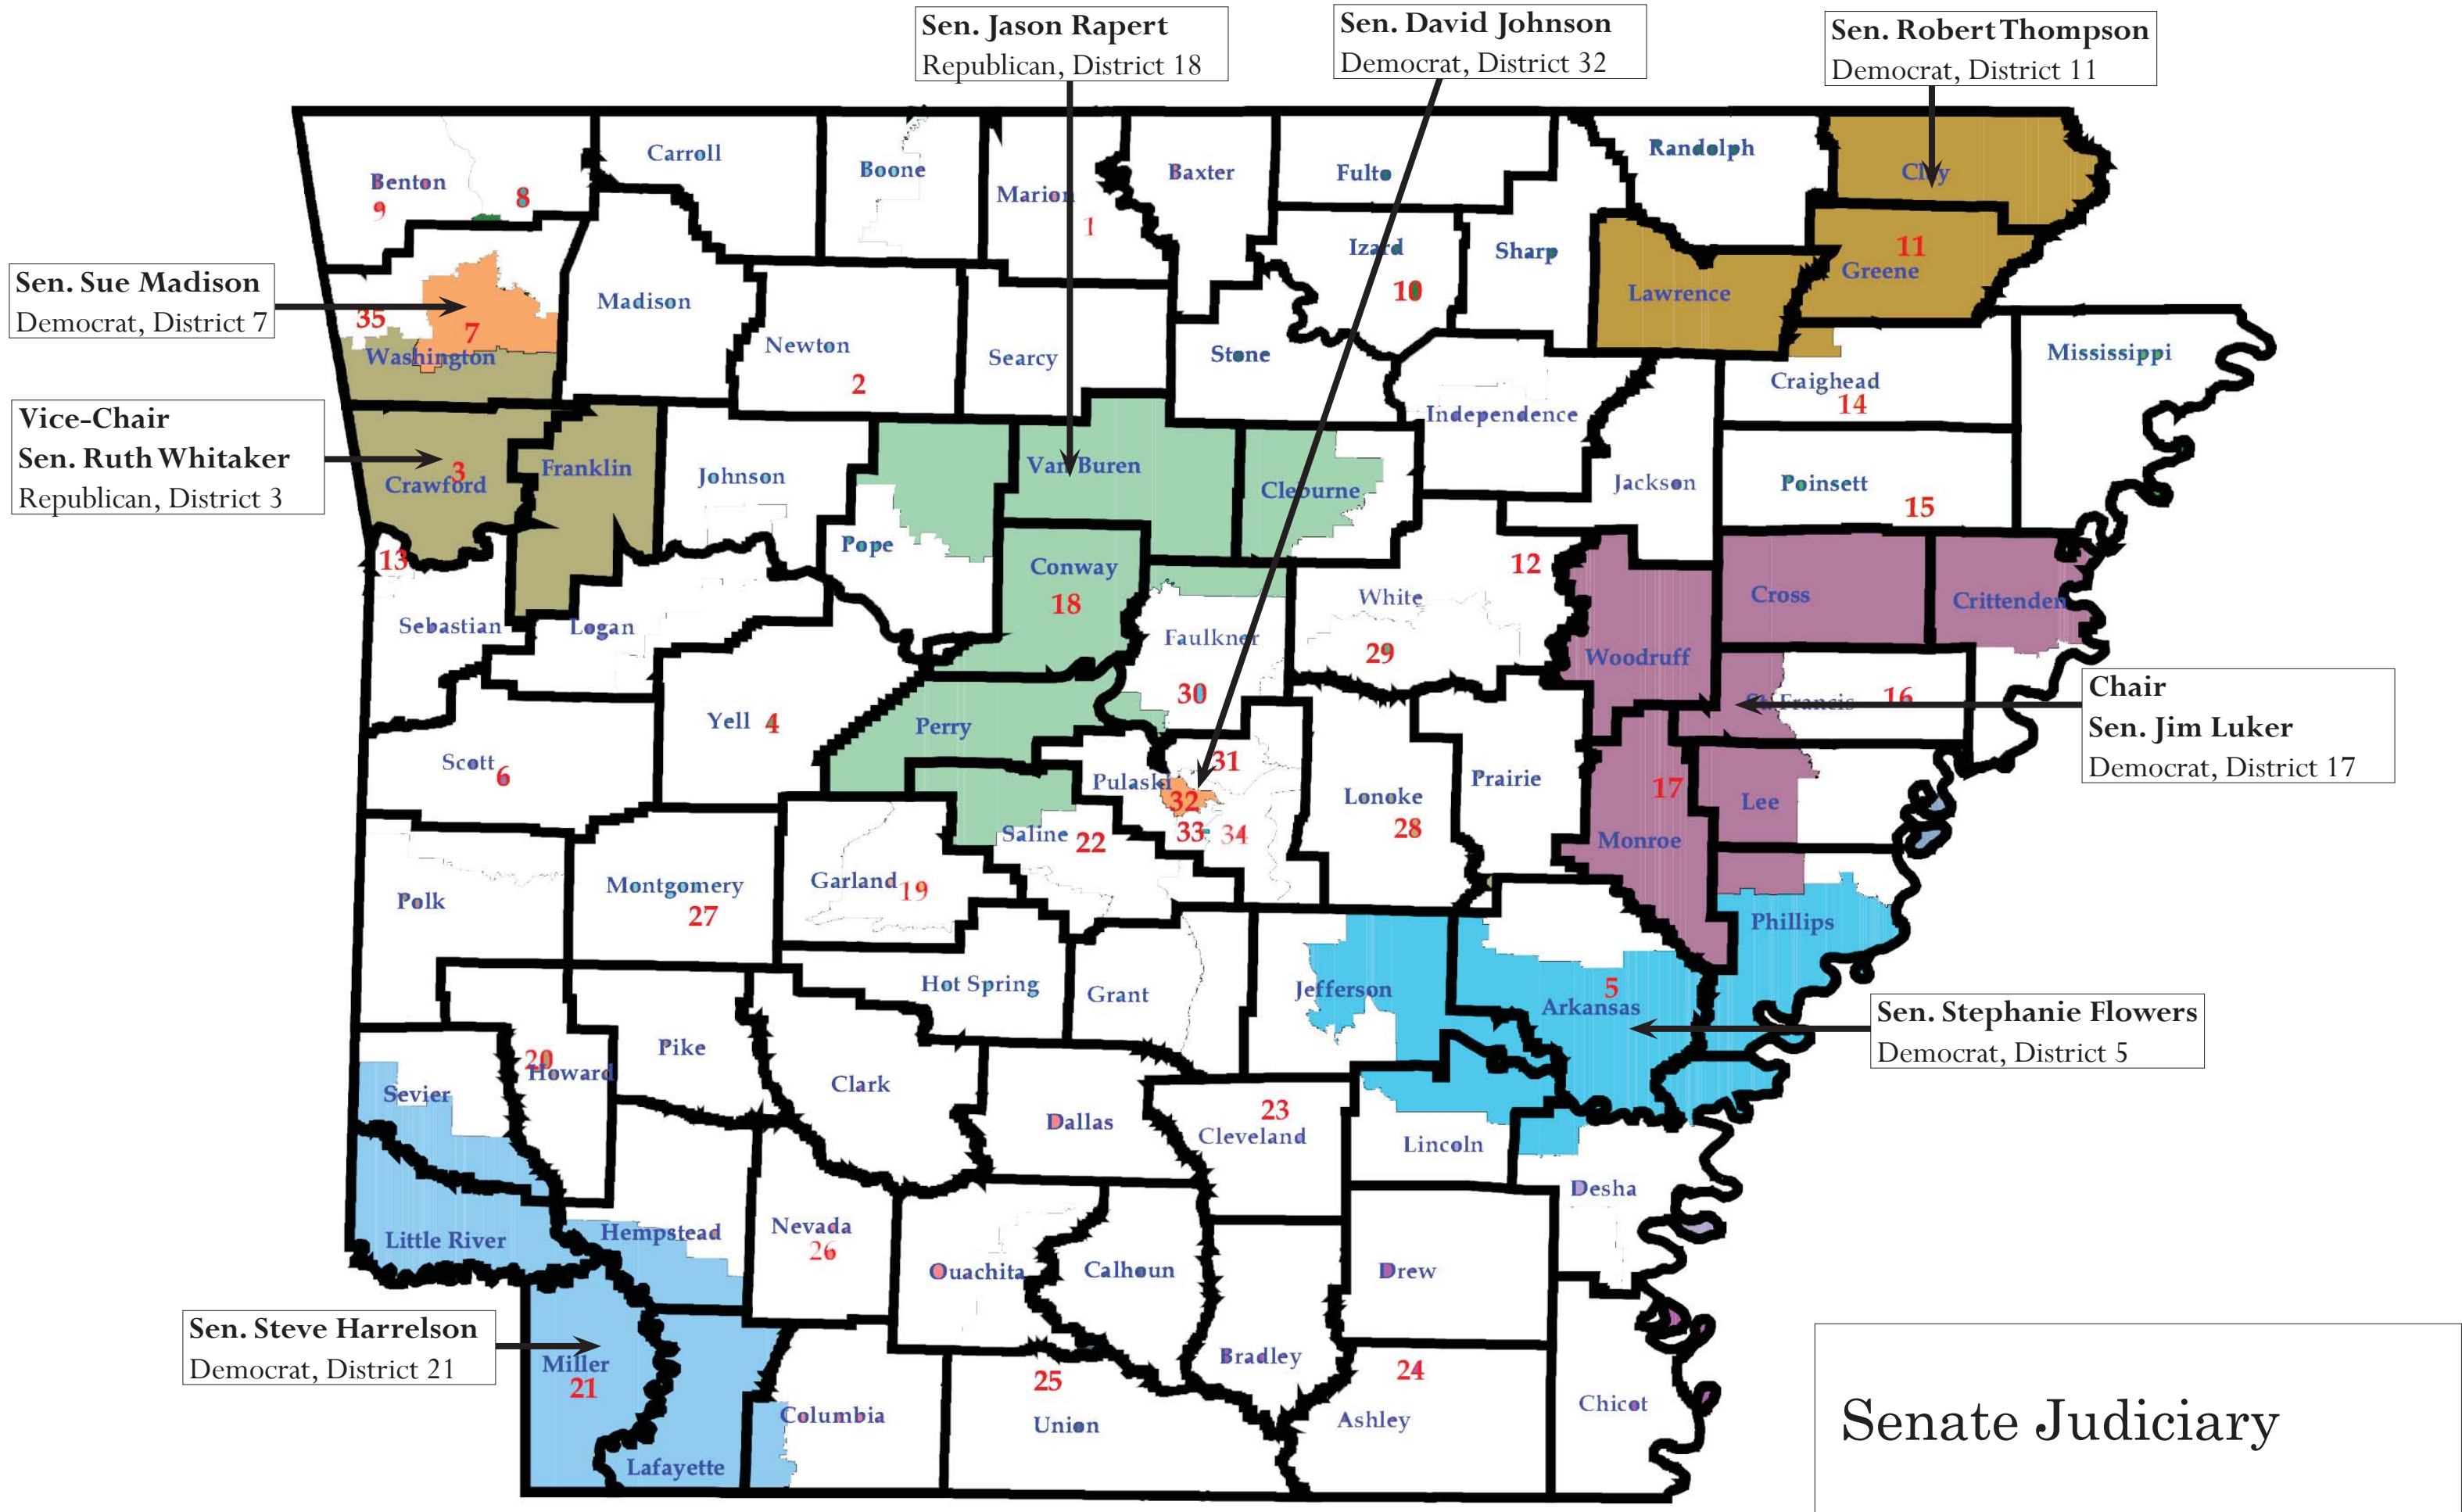 Sen. Jason Rapert
Republican, District 18
Sen. David Johnson
Democrat, District 32
Sen. Robert Thompson
Democrat, District 11
Carroll
Boone
Baxter
Fulto
Randolph
Clay
Benton
9
8
Marion
1
Izard
10
Sharp
11
Greene
Sen. Sue Madison
Democrat, District 7
35
7
Washington
Madison
Newton
2
Searcy
Stone
Lawrence
Mississippi
Craighead
14
Independence
Vice-Chair
Sen. Ruth Whitaker
Republican, District 3
3
Crawford
Franklin
Johnson
Van Buren
Cleburne
Jackson
Poinsett
15
13
Pope
Conway
18
12
White
29
Cross
Crittenden
Sebastian
Logan
Faulkner
30
Woodruff
St. Francis
16
Chair
Sen. Jim Luker
Democrat, District 17
Yell 4
Perry
Scott
6
31
Pulaski
32
33
34
Lonoke
28
Prairie
17
Lee
Monroe
Saline 22
Polk
Montgomery
27
Garland 19
Phillips
Hot Spring
Grant
Jefferson
5
Arkansas
Sen. Stephanie Flowers
Democrat, District 5
20
Howard
Pike
Sevier
Clark
Dallas
23
Cleveland
Lincoln
Desha
Little River
Hempstead
Nevada
26
Ouachita
Calhoun
Drew
Sen. Steve Harrelson
Democrat, District 21
Miller
21
Lafayette
Columbia
25
Union
Bradley
24
Ashley
Chicot
Senate Judiciary